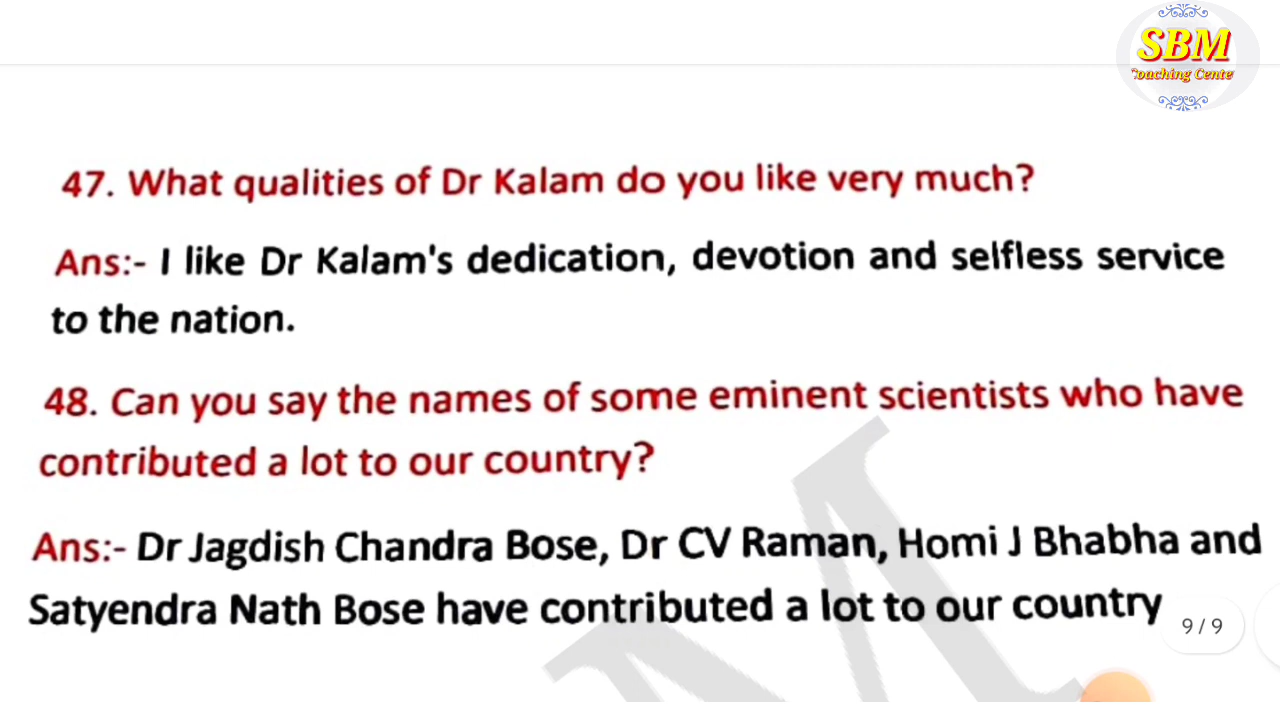 SBM
Coaching Cente
47. What qualities of Dr Kalam do you like very much?
Ans:- I like Dr Kalam's dedication, devotion and selfless service
to the nation.
48. Can you say the names of some eminent scientists who have
contributed a lot to our country?
Ans:- Dr Jagdish Chandra Bose, Dr CV Raman, Homi J Bhabha and
Satyendra Nath Bose have contributed a lot to our country
9 / 9